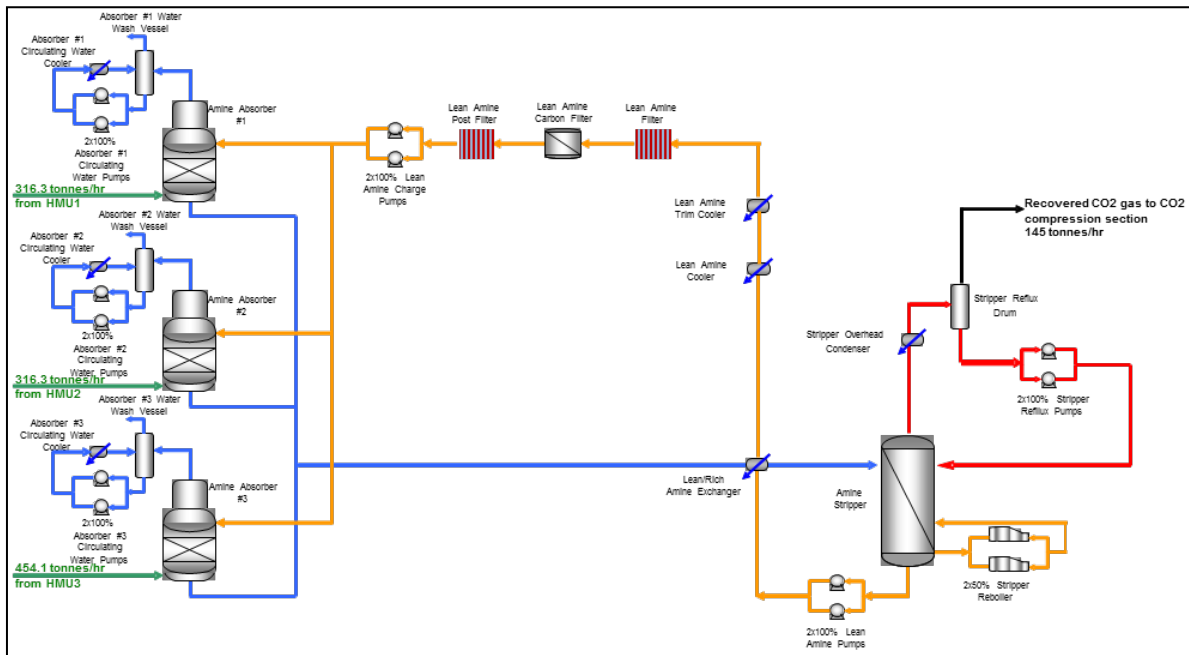 Absorber #1 Water
Wash Vessel
Absorber #1
Circulating Water
Cooler
Amine Absorber
#1
2x100%
Absorber #1
Circulating
Water Pumps
316.3 tonnes/hr
from HMU1
Absorber #2 Water
Wash Vessel
Absorber #2
Circulating Water
Cooler
Amine Absorber
#2
2x100%
Absorber #2
Circulating
Water Pumps
316.3 tonnes/hr
from HMU2
Absorber #3 Water
Wash Vessel
Absorber #3
Circulating Water
Cooler
Amine Absorber
#3
2x100%
Absorber #3
Circulating
Water Pumps
454.1 tonnes/hr
from HMU3
2x100% Lean
Amine Charge
Pumps
Lean Amine
Post Filter
Lean Amine
Carbon Filter
Lean Amine
Filter
Lean Amine
Trim Cooler
Lean Amine
Cooler
Lean/Rich
Amine Exchanger
2x100% Lean
Amine Pumps
Recovered CO2 gas to CO2
compression section
145 tonnes/hr
Stripper Reflux
Drum
Stripper Overhead
Condenser
2x100% Stripper
Reflux Pumps
Amine
Stripper
2x50% Stripper
Reboiler